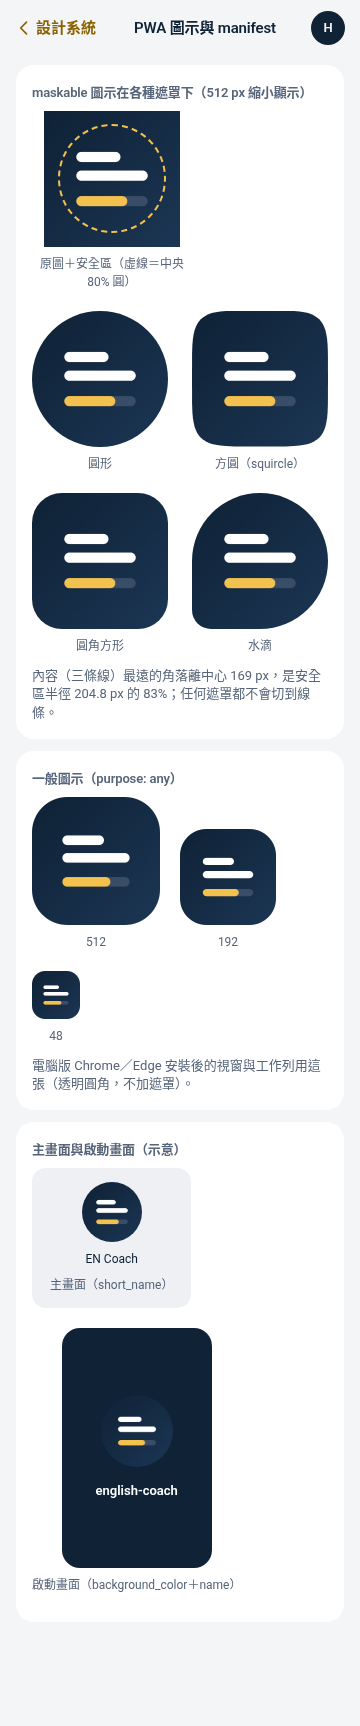 設計系統
PWA 圖示與 manifest
H
maskable 圖示在各種遮罩下（512 px 縮小顯示）
原圖＋安全區（虛線＝中央
80% 圓）
圓形
方圓（squircle）
圓角方形
水滴
內容（三條線）最遠的角落離中心 169 px，是安全
區半徑 204.8 px 的 83%；任何遮罩都不會切到線
條。
一般圖示（purpose: any）
512
192
48
電腦版 Chrome／Edge 安裝後的視窗與工作列用這
張（透明圓角，不加遮罩）。
主畫面與啟動畫面（示意）
EN Coach
主畫面（short_name）
english-coach
啟動畫面（background_color＋name）